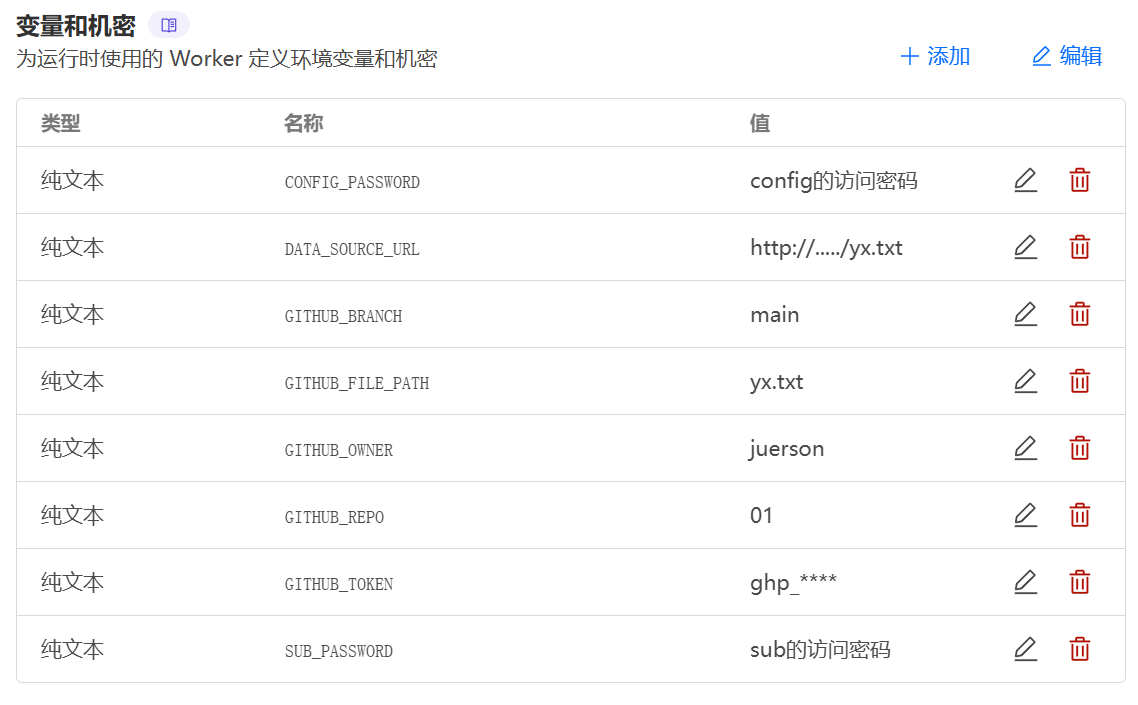 变量和机密
为运行时使用的 Worker 定义环境变量和机密
添加 编辑
类型 名称 值
纯文本 CONFIG_PASSWORD config的访问密码
纯文本 DATA_SOURCE_URL http://...../yx.txt
纯文本 GITHUB_BRANCH main
纯文本 GITHUB_FILE_PATH yx.txt
纯文本 GITHUB_OWNER juerson
纯文本 GITHUB_REPO 01
纯文本 GITHUB_TOKEN ghp_****
纯文本 SUB_PASSWORD sub的访问密码